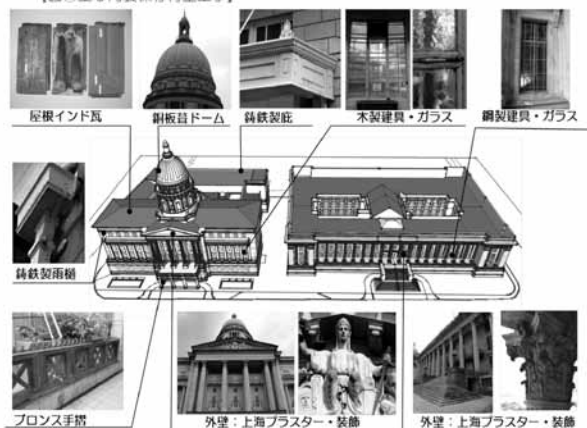 屋根インド瓦
銅板葺ドーム
鋳鉄製庇
木製建具・ガラス
鋼製建具・ガラス
鋳鉄製雨樋
ブロンス手摺
外壁：上海プラスター・装飾
外壁：上海プラスター・装飾